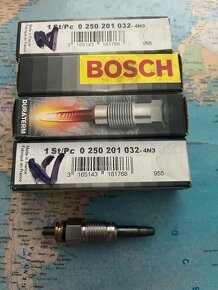 1 St/Pc 0 250 201 032-4N3
3 165143 181768
955
BOSCH
DURATERM
1 St/Pc 0 250 201 032-4N3
3 165143 181768
955